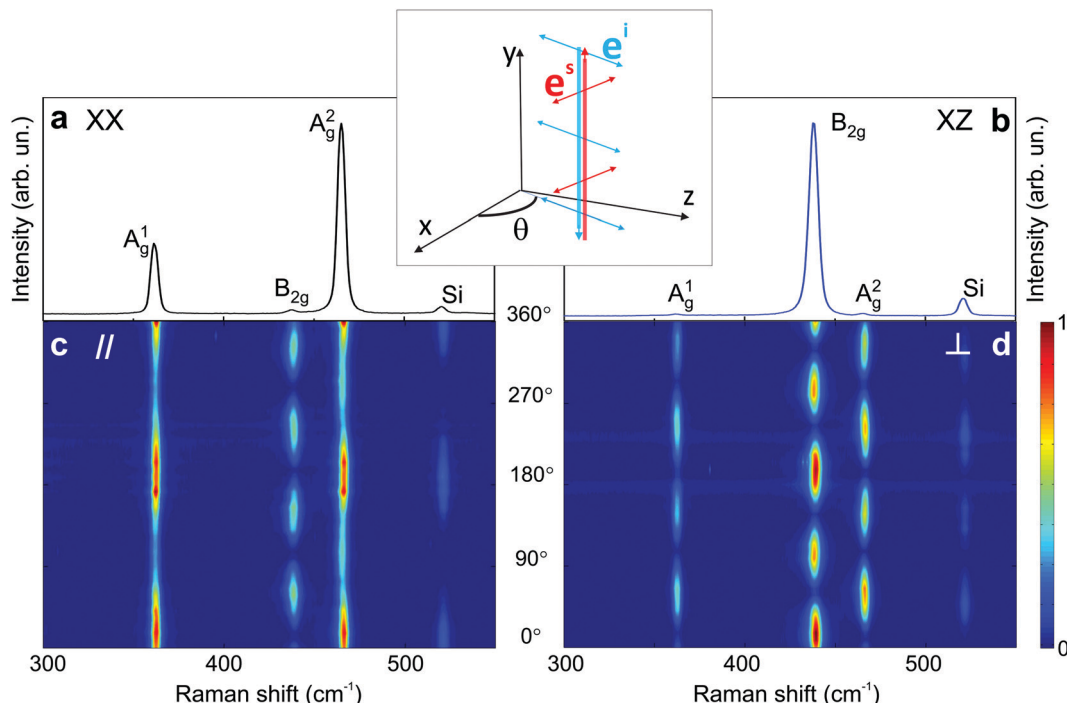 y
eⁱ
eˢ
z
x
θ
a XX
A_g^1
B_2g
A_g^2
Si
Intensity (arb. un.)
XZ b
A_g^1
B_2g
A_g^2
Si
Intensity (arb. un.)
c //
360°
270°
180°
90°
0°
⊥ d
1
0
300 400 500
Raman shift (cm⁻¹)
300 400 500
Raman shift (cm⁻¹)